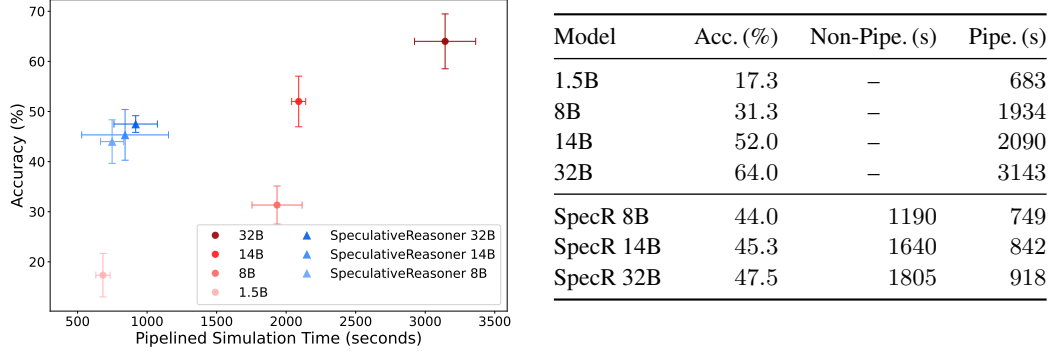 70
60
50
40
30
20
Accuracy (%)
32B
14B
8B
1.5B
SpeculativeReasoner 32B
SpeculativeReasoner 14B
SpeculativeReasoner 8B
500 1000 1500 2000 2500 3000 3500
Pipelined Simulation Time (seconds)
Model Acc. (%) Non-Pipe. (s) Pipe. (s)
1.5B 17.3 – 683
8B 31.3 – 1934
14B 52.0 – 2090
32B 64.0 – 3143
SpecR 8B 44.0 1190 749
SpecR 14B 45.3 1640 842
SpecR 32B 47.5 1805 918